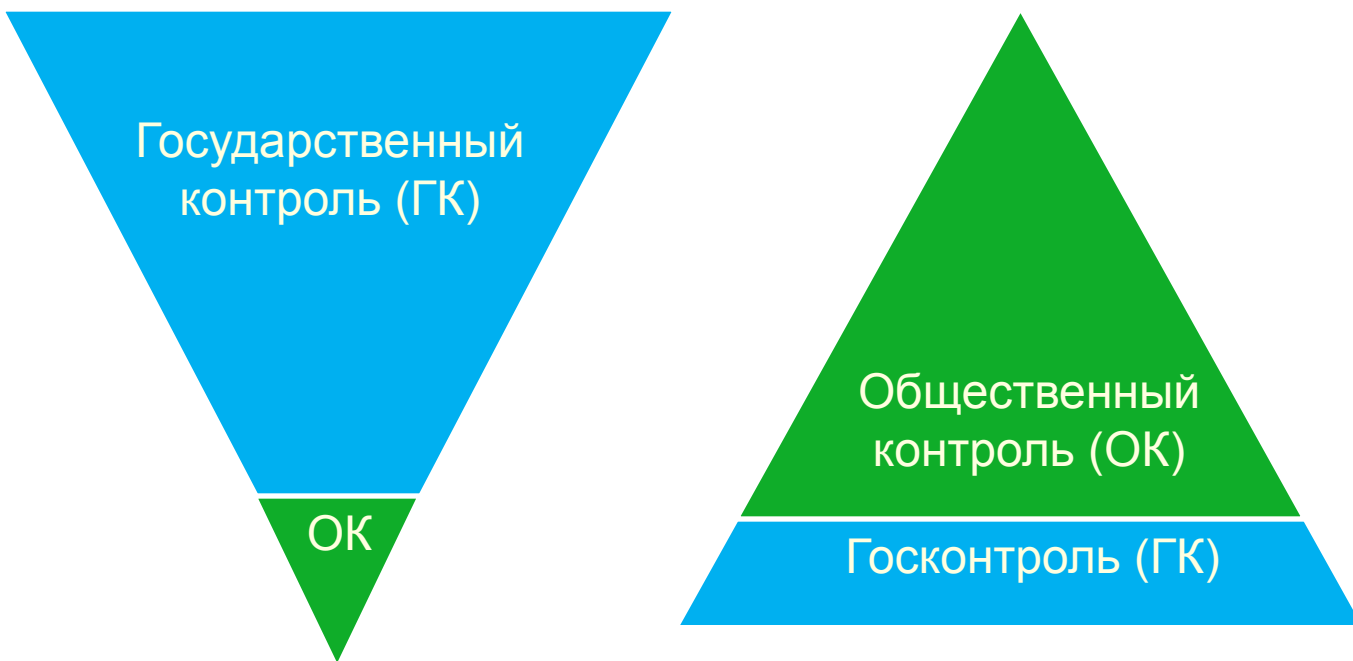 Государственный
контроль (ГК)
ОК
Общественный
контроль (ОК)
Госконтроль (ГК)